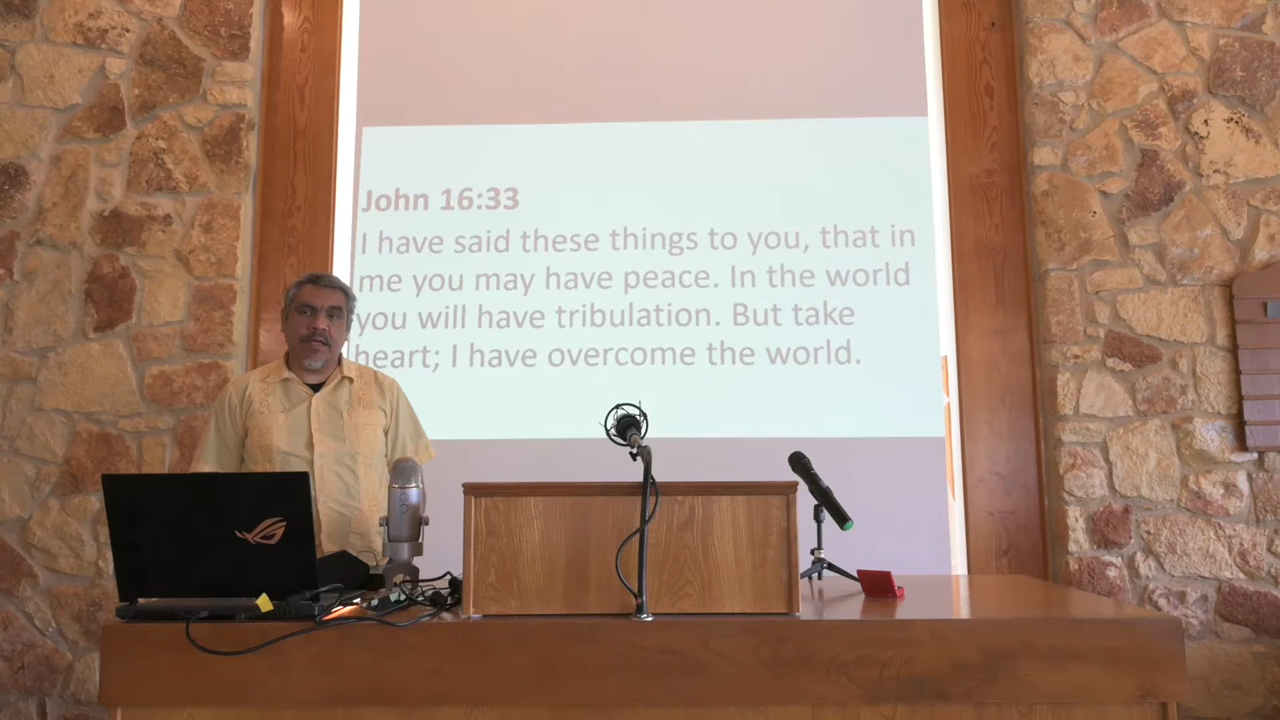 John 16:33
I have said these things to you, that in
me you may have peace. In the world
you will have tribulation. But take
heart; I have overcome the world.